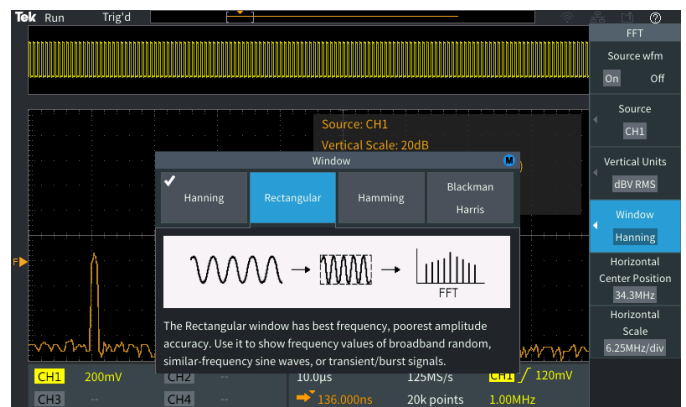 Tek Run Trig'd
FFT
Source wfm
On Off
Source
CH1
Vertical Units
dBV RMS
Window
Hanning
Horizontal
Center Position
34.3MHz
Horizontal
Scale
6.25MHz/div
Source: CH1
Vertical Scale: 20dB
Window
M
Hanning
Rectangular
Hamming
Blackman
Harris
FFT
The Rectangular window has best frequency, poorest amplitude
accuracy. Use it to show frequency values of broadband random,
similar-frequency sine waves, or transient/burst signals.
F
CH1 200mV CH2 -- 10.0µs 125MS/s CH1 120mV
CH3 -- CH4 -- 136.000ns 20k points 1.00MHz